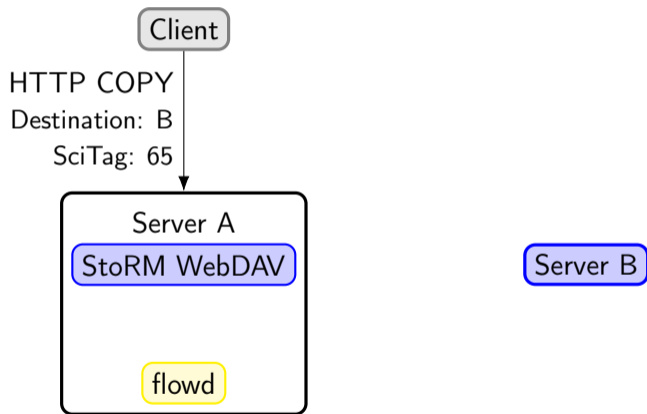 Client
HTTP COPY
Destination: B
SciTag: 65
Server A
StoRM WebDAV
Server B
flowd